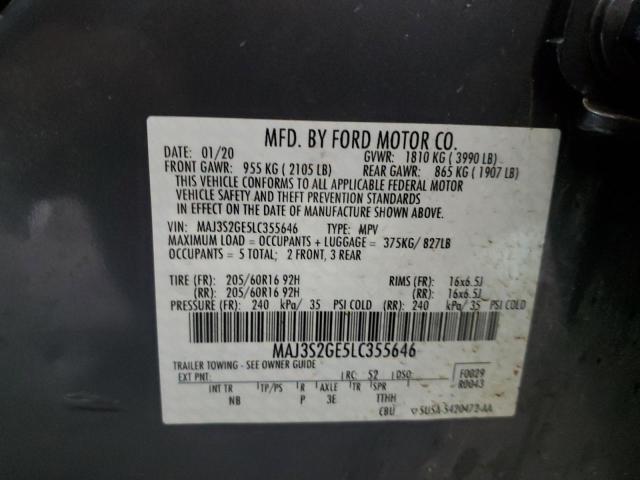 MFD. BY FORD MOTOR CO.
DATE: 01/20 GVWR: 1810 KG ( 3990 LB)
FRONT GAWR: 955 KG ( 2105 LB) REAR GAWR: 865 KG ( 1907 LB)
THIS VEHICLE CONFORMS TO ALL APPLICABLE FEDERAL MOTOR
VEHICLE SAFETY AND THEFT PREVENTION STANDARDS
IN EFFECT ON THE DATE OF MANUFACTURE SHOWN ABOVE.
VIN: MAJ3S2GE5LC355646 TYPE: MPV
MAXIMUM LOAD = OCCUPANTS + LUGGAGE = 375KG/ 827LB
OCCUPANTS = 5 TOTAL; 2 FRONT, 3 REAR
TIRE (FR): 205/60R16 92H RIMS (FR): 16x6.5J
(RR): 205/60R16 92H (RR): 16x6.5J
PRESSURE (FR): 240 kPa/ 35 PSI COLD (RR): 240 kPa/ 35 PSI COLD
MAJ3S2GE5LC355646
TRAILER TOWING - SEE OWNER GUIDE
EXT PNT: RC: 52 DSO: F0029
R0043
INT TR TP/PS R AXLE TR SPR
NB P 3E TTHH
CBU SUSA-5420472-AA